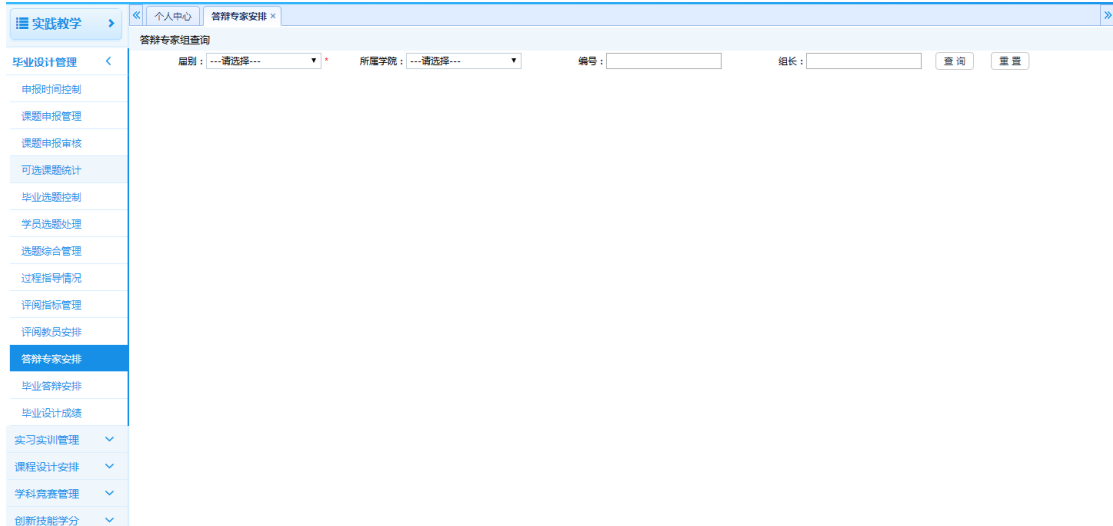 实践教学
个人中心 答辩专家安排 ×
答辩专家组查询
届别：---请选择--- * 所属学院：---请选择--- 编号： 组长： 查 询 重 置
毕业设计管理
申报时间控制
课题申报管理
课题申报审核
可选课题统计
毕业选题控制
学员选题处理
选题综合管理
过程指导情况
评阅指标管理
评阅教员安排
答辩专家安排
毕业答辩安排
毕业设计成绩
实习实训管理
课程设计安排
学科竞赛管理
创新技能学分